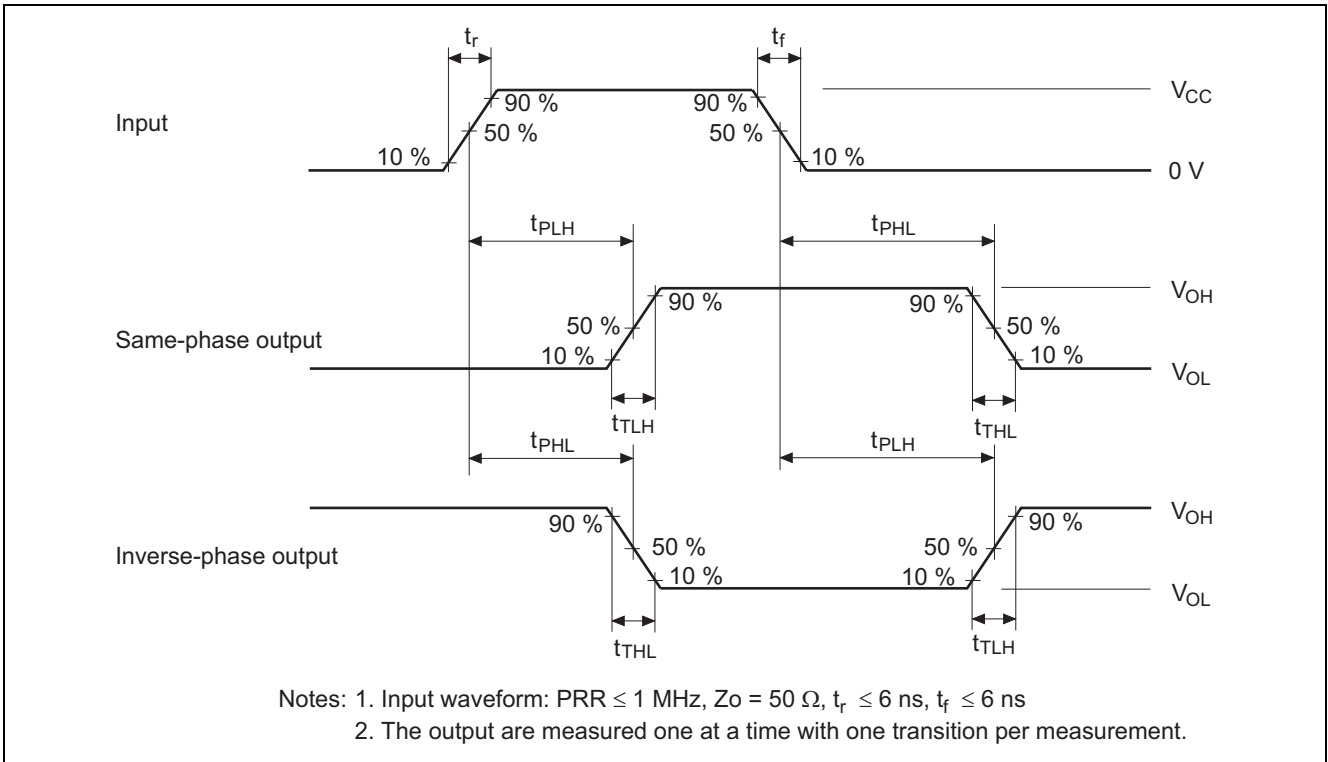 tr
tf
90 %
90 %
VCC
Input
50 %
50 %
10 %
10 %
0 V
tPLH
tPHL
90 %
90 %
VOH
50 %
50 %
Same-phase output
10 %
10 %
VOL
tTLH
tTHL
tPHL
tPLH
90 %
90 %
VOH
Inverse-phase output
50 %
50 %
10 %
10 %
VOL
tTHL
tTLH
Notes: 1. Input waveform: PRR ≤ 1 MHz, Zo = 50 Ω, tr ≤ 6 ns, tf ≤ 6 ns
2. The output are measured one at a time with one transition per measurement.